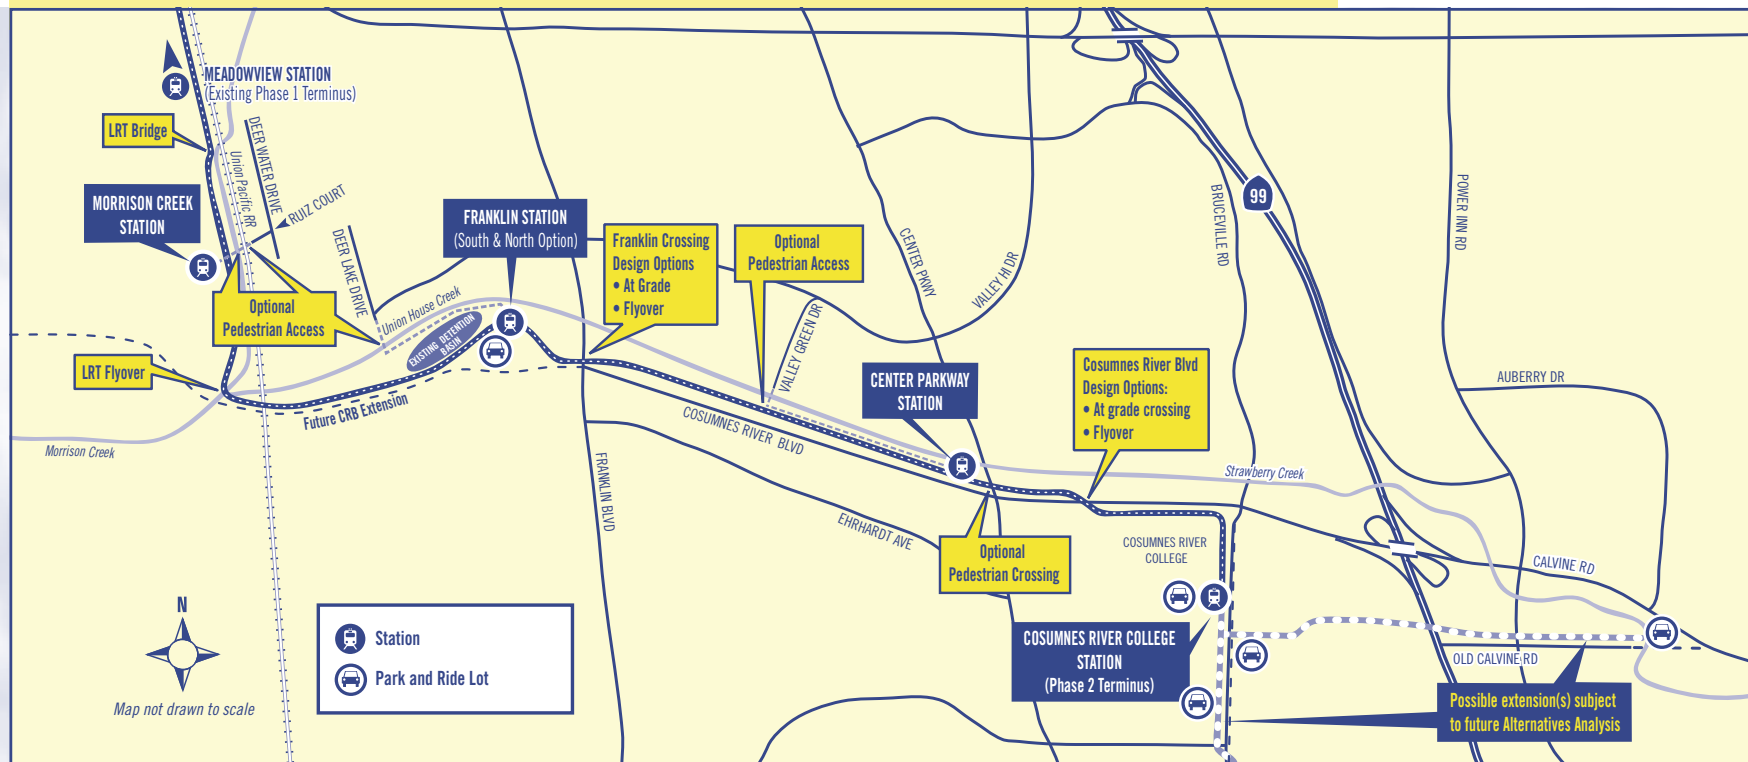 MEADOWVIEW STATION
(Existing Phase 1 Terminus)
LRT Bridge
DEER WATER DRIVE
Union Pacific RR
RUIZ COURT
MORRISON CREEK
STATION
DEER LAKE DRIVE
FRANKLIN STATION
(South & North Option)
Franklin Crossing
Design Options
• At Grade
• Flyover
Optional
Pedestrian Access
CENTER PKWY
VALLEY HI DR
BRUCEVILLE RD
99
POWER INN RD
Optional
Pedestrian Access
Union House Creek
EXISTING DETENTION
BASIN
VALLEY GREEN DR
LRT Flyover
Future CRB Extension
CENTER PARKWAY
STATION
Cosumnes River Blvd
Design Options:
• At grade crossing
• Flyover
AUBERRY DR
COSUMNES RIVER BLVD
Morrison Creek
FRANKLIN BLVD
Strawberry Creek
EHRHARDT AVE
Optional
Pedestrian Crossing
COSUMNES RIVER
COLLEGE
CALVINE RD
N
Map not drawn to scale
Station
Park and Ride Lot
COSUMNES RIVER COLLEGE
STATION
(Phase 2 Terminus)
OLD CALVINE RD
Possible extension(s) subject
to future Alternatives Analysis